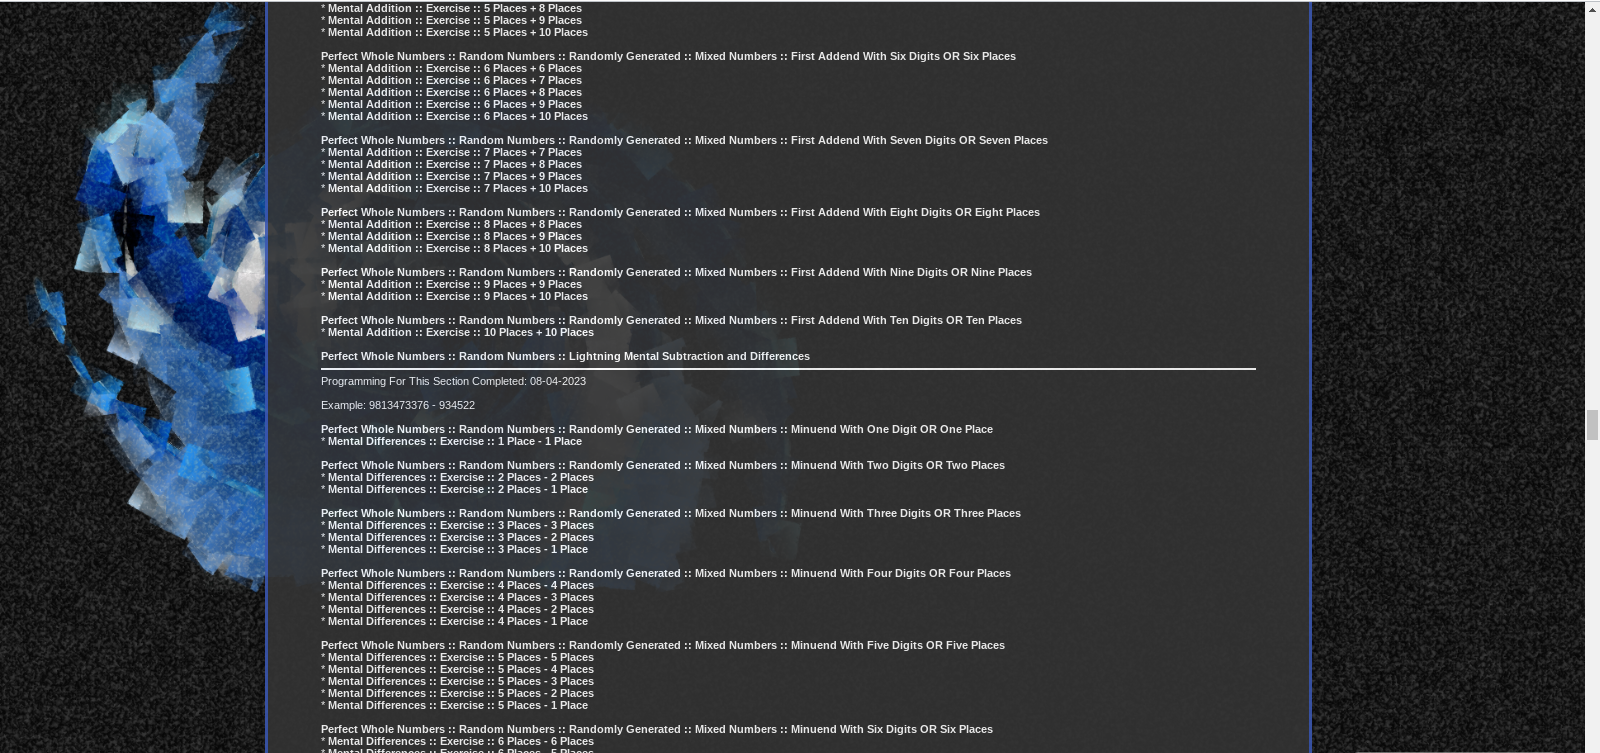 * Mental Addition :: Exercise :: 5 Places + 8 Places
* Mental Addition :: Exercise :: 5 Places + 9 Places
* Mental Addition :: Exercise :: 5 Places + 10 Places
Perfect Whole Numbers :: Random Numbers :: Randomly Generated :: Mixed Numbers :: First Addend With Six Digits OR Six Places
* Mental Addition :: Exercise :: 6 Places + 6 Places
* Mental Addition :: Exercise :: 6 Places + 7 Places
* Mental Addition :: Exercise :: 6 Places + 8 Places
* Mental Addition :: Exercise :: 6 Places + 9 Places
* Mental Addition :: Exercise :: 6 Places + 10 Places
Perfect Whole Numbers :: Random Numbers :: Randomly Generated :: Mixed Numbers :: First Addend With Seven Digits OR Seven Places
* Mental Addition :: Exercise :: 7 Places + 7 Places
* Mental Addition :: Exercise :: 7 Places + 8 Places
* Mental Addition :: Exercise :: 7 Places + 9 Places
* Mental Addition :: Exercise :: 7 Places + 10 Places
Perfect Whole Numbers :: Random Numbers :: Randomly Generated :: Mixed Numbers :: First Addend With Eight Digits OR Eight Places
* Mental Addition :: Exercise :: 8 Places + 8 Places
* Mental Addition :: Exercise :: 8 Places + 9 Places
* Mental Addition :: Exercise :: 8 Places + 10 Places
Perfect Whole Numbers :: Random Numbers :: Randomly Generated :: Mixed Numbers :: First Addend With Nine Digits OR Nine Places
* Mental Addition :: Exercise :: 9 Places + 9 Places
* Mental Addition :: Exercise :: 9 Places + 10 Places
Perfect Whole Numbers :: Random Numbers :: Randomly Generated :: Mixed Numbers :: First Addend With Ten Digits OR Ten Places
* Mental Addition :: Exercise :: 10 Places + 10 Places
Perfect Whole Numbers :: Random Numbers :: Lightning Mental Subtraction and Differences
Programming For This Section Completed: 08-04-2023
Example: 9813473376 - 934522
Perfect Whole Numbers :: Random Numbers :: Randomly Generated :: Mixed Numbers :: Minuend With One Digit OR One Place
* Mental Differences :: Exercise :: 1 Place - 1 Place
Perfect Whole Numbers :: Random Numbers :: Randomly Generated :: Mixed Numbers :: Minuend With Two Digits OR Two Places
* Mental Differences :: Exercise :: 2 Places - 2 Places
* Mental Differences :: Exercise :: 2 Places - 1 Place
Perfect Whole Numbers :: Random Numbers :: Randomly Generated :: Mixed Numbers :: Minuend With Three Digits OR Three Places
* Mental Differences :: Exercise :: 3 Places - 3 Places
* Mental Differences :: Exercise :: 3 Places - 2 Places
* Mental Differences :: Exercise :: 3 Places - 1 Place
Perfect Whole Numbers :: Random Numbers :: Randomly Generated :: Mixed Numbers :: Minuend With Four Digits OR Four Places
* Mental Differences :: Exercise :: 4 Places - 4 Places
* Mental Differences :: Exercise :: 4 Places - 3 Places
* Mental Differences :: Exercise :: 4 Places - 2 Places
* Mental Differences :: Exercise :: 4 Places - 1 Place
Perfect Whole Numbers :: Random Numbers :: Randomly Generated :: Mixed Numbers :: Minuend With Five Digits OR Five Places
* Mental Differences :: Exercise :: 5 Places - 5 Places
* Mental Differences :: Exercise :: 5 Places - 4 Places
* Mental Differences :: Exercise :: 5 Places - 3 Places
* Mental Differences :: Exercise :: 5 Places - 2 Places
* Mental Differences :: Exercise :: 5 Places - 1 Place
Perfect Whole Numbers :: Random Numbers :: Randomly Generated :: Mixed Numbers :: Minuend With Six Digits OR Six Places
* Mental Differences :: Exercise :: 6 Places - 6 Places
* Mental Differences :: Exercise :: 6 Places - 5 Places